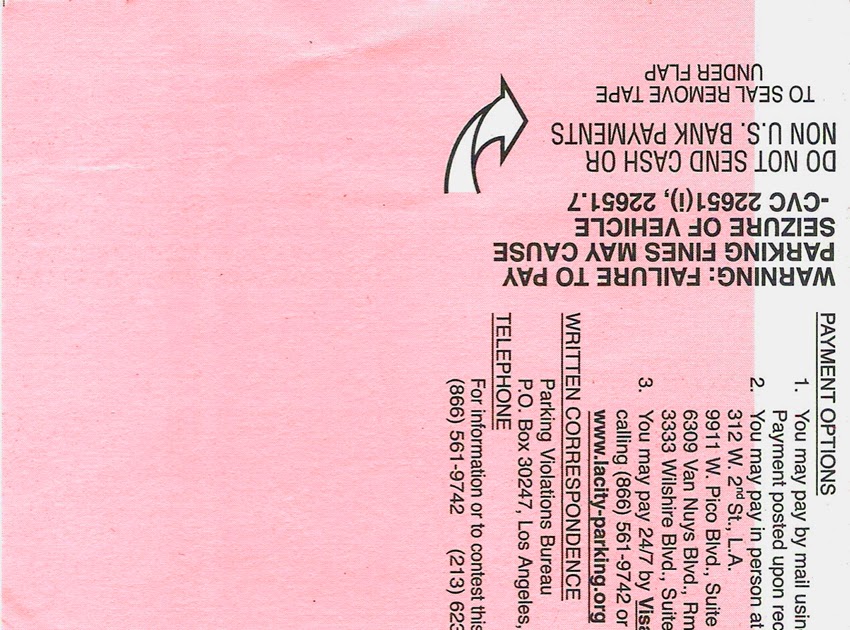 WARNING: FAILURE TO PAY
PARKING FINES MAY CAUSE
SEIZURE OF VEHICLE
-CVC 22651(i), 22651.7
DO NOT SEND CASH OR
NON U.S. BANK PAYMENTS
TO SEAL REMOVE TAPE
UNDER FLAP
PAYMENT OPTIONS
1. You may pay by mail usin
Payment posted upon rec
2. You may pay in person at
312 W. 2nd St., L.A.
9911 W. Pico Blvd., Suite
6309 Van Nuys Blvd., Rm
3333 Wilshire Blvd., Suite
3. You may pay 24/7 by Visa
calling (866) 561-9742 or
www.lacity-parking.org
WRITTEN CORRESPONDENCE
Parking Violations Bureau
P.O. Box 30247, Los Angeles,
TELEPHONE
For information or to contest this
(866) 561-9742 (213) 623